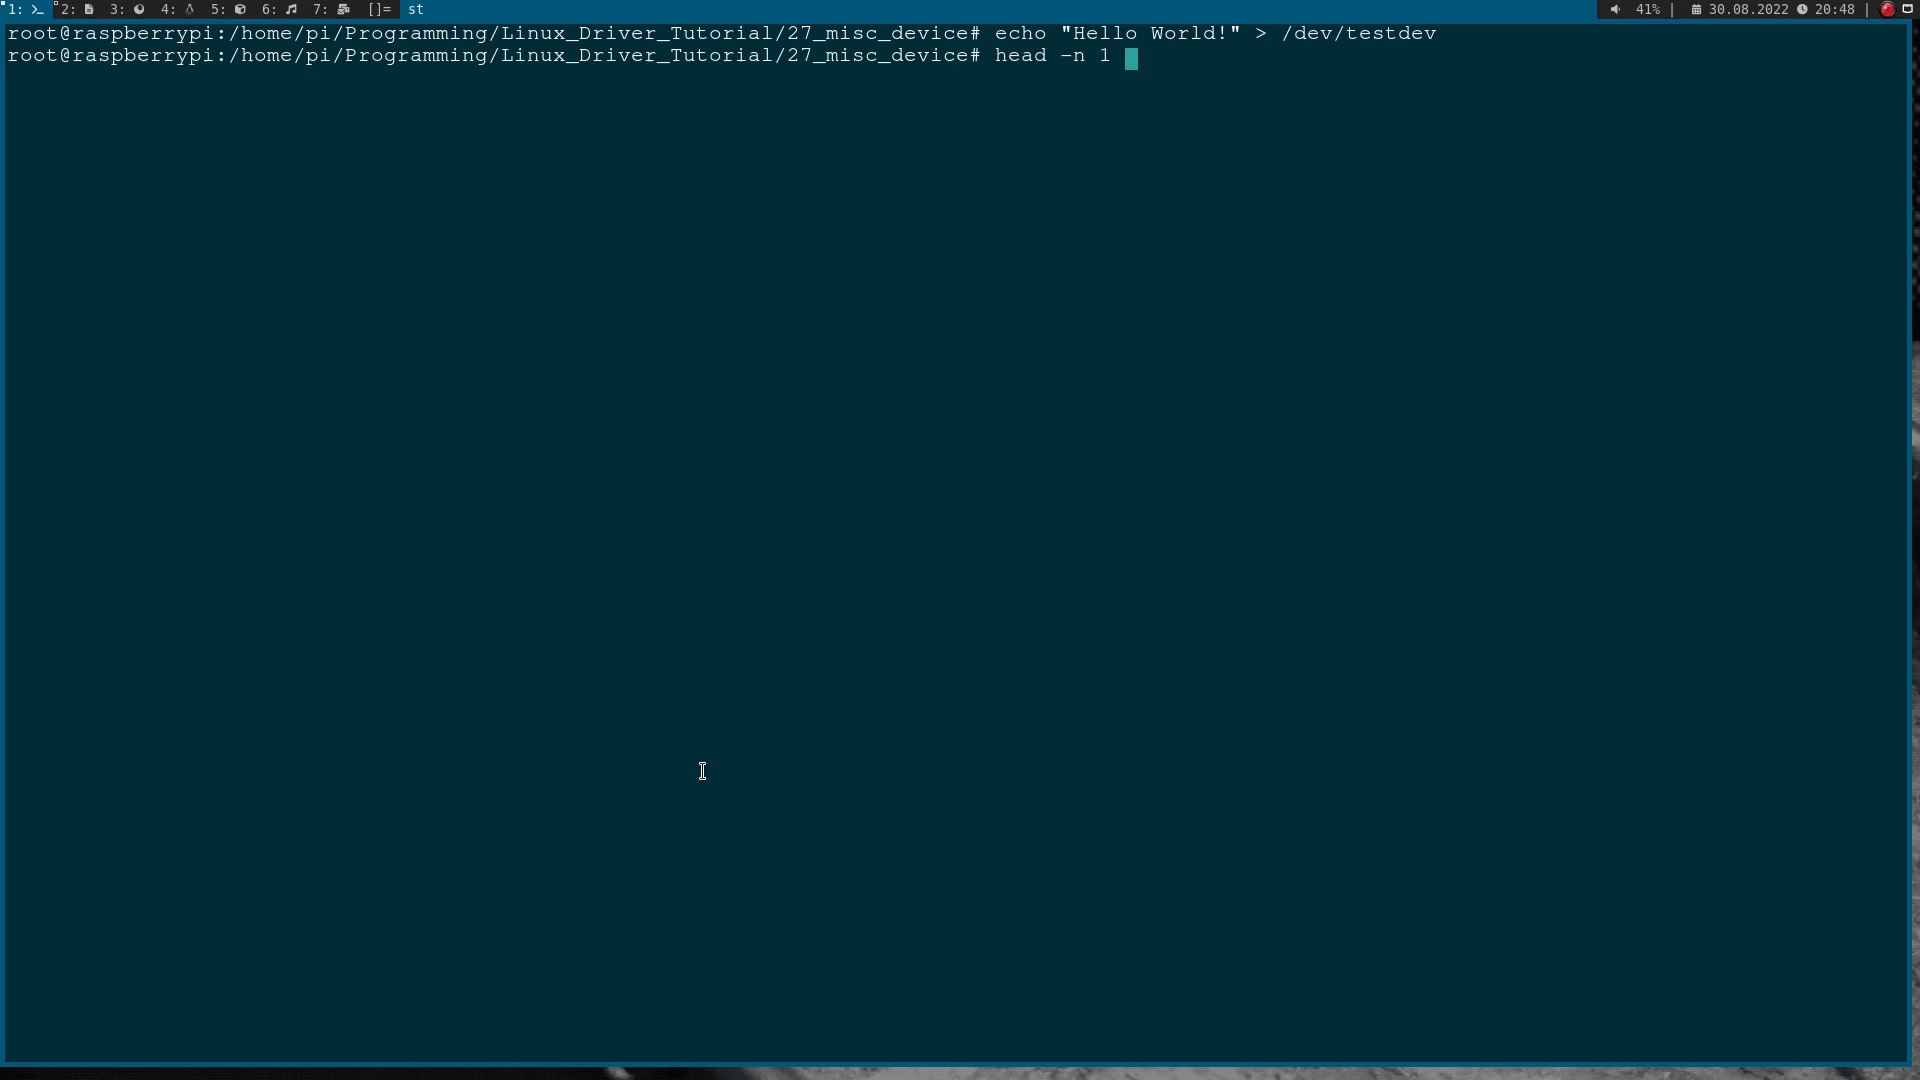 1: 2: 3: 4: 5: 6: 7: []= st 41% | 30.08.2022 20:48 |
root@raspberrypi:/home/pi/Programming/Linux_Driver_Tutorial/27_misc_device# echo "Hello World!" > /dev/testdev
root@raspberrypi:/home/pi/Programming/Linux_Driver_Tutorial/27_misc_device# head -n 1